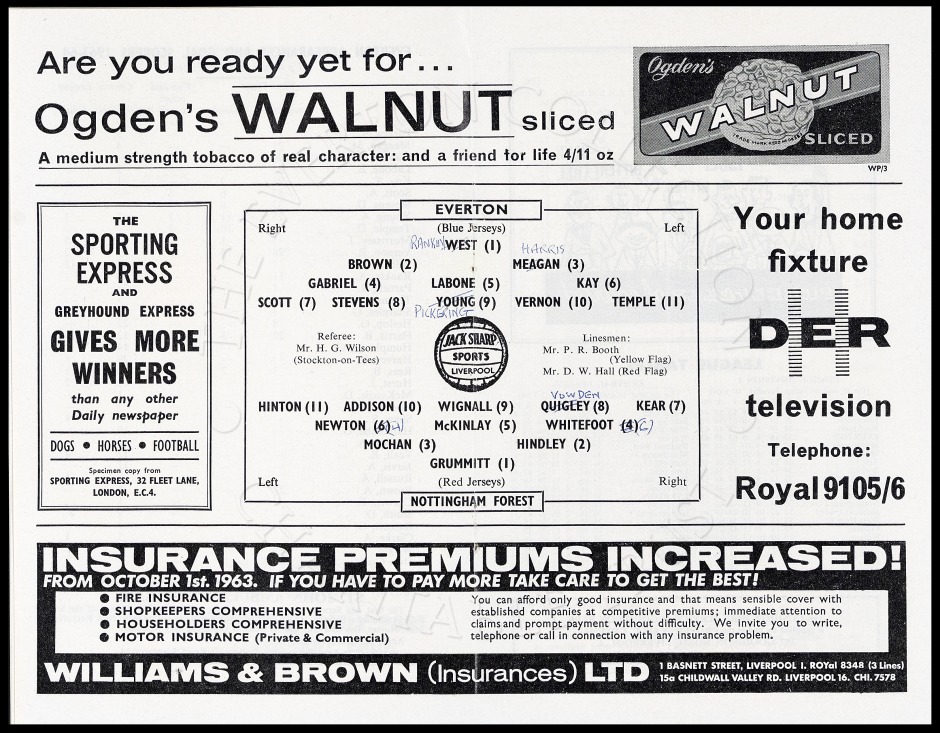 Are you ready yet for...
Ogden's WALNUT sliced
A medium strength tobacco of real character: and a friend for life 4/11 oz
Ogden's
WALNUT
TRADE MARK REGD Nº
SLICED
WP/3
THE
SPORTING
EXPRESS
AND
GREYHOUND EXPRESS
GIVES MORE
WINNERS
than any other
Daily newspaper
DOGS • HORSES • FOOTBALL
Specimen copy from
SPORTING EXPRESS, 32 FLEET LANE,
LONDON, E.C.4.
EVERTON
Right (Blue Jerseys) Left
RANKIN WEST (1) HARRIS
BROWN (2) MEAGAN (3)
GABRIEL (4) LABONE (5) KAY (6)
SCOTT (7) STEVENS (8) YOUNG (9) VERNON (10) TEMPLE (11)
PICKERING
Referee:
Mr. H. G. Wilson
(Stockton-on-Tees)
JACK SHARP
SPORTS
LIVERPOOL
Linesmen:
Mr. P. R. Booth
(Yellow Flag)
Mr. D. W. Hall (Red Flag)
VOWDEN
HINTON (11) ADDISON (10) WIGNALL (9) QUIGLEY (8) KEAR (7)
NEWTON (6) (4) McKINLAY (5) WHITEFOOT (4) (6)
MOCHAN (3) HINDLEY (2)
GRUMMITT (1)
Left (Red Jerseys) Right
NOTTINGHAM FOREST
Your home
fixture
DER
television
Telephone:
Royal 9105/6
INSURANCE PREMIUMS INCREASED!
FROM OCTOBER 1st. 1963. IF YOU HAVE TO PAY MORE TAKE CARE TO GET THE BEST!
● FIRE INSURANCE
● SHOPKEEPERS COMPREHENSIVE
● HOUSEHOLDERS COMPREHENSIVE
● MOTOR INSURANCE (Private & Commercial)
You can afford only good insurance and that means sensible cover with
established companies at competitive premiums; immediate attention to
claims and prompt payment without difficulty. We invite you to write,
telephone or call in connection with any insurance problem.
WILLIAMS & BROWN (Insurances) LTD
1 BASNETT STREET, LIVERPOOL 1. ROYal 8348 (3 Lines)
15a CHILDWALL VALLEY RD. LIVERPOOL 16. CHI. 7578